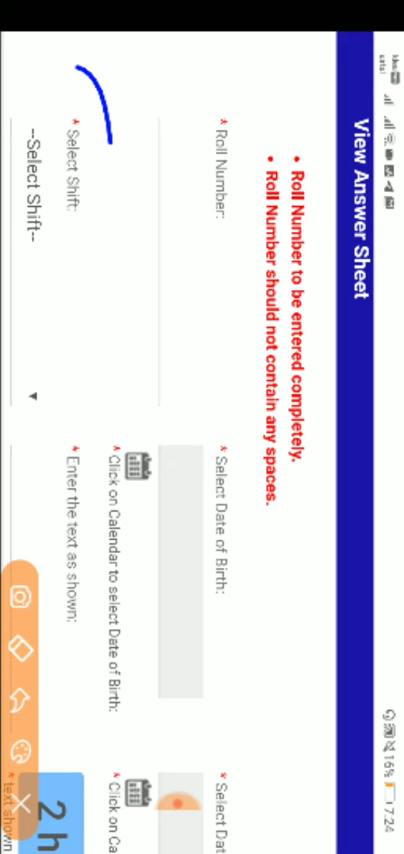 16% 7:24
View Answer Sheet
• Roll Number to be entered completely.
• Roll Number should not contain any spaces.
* Roll Number:
* Select Date of Birth:
* Select Dat
* Click on Calendar to select Date of Birth:
* Click on Ca
* Select Shift:
* Enter the text as shown:
--Select Shift--
2 h
* text shown